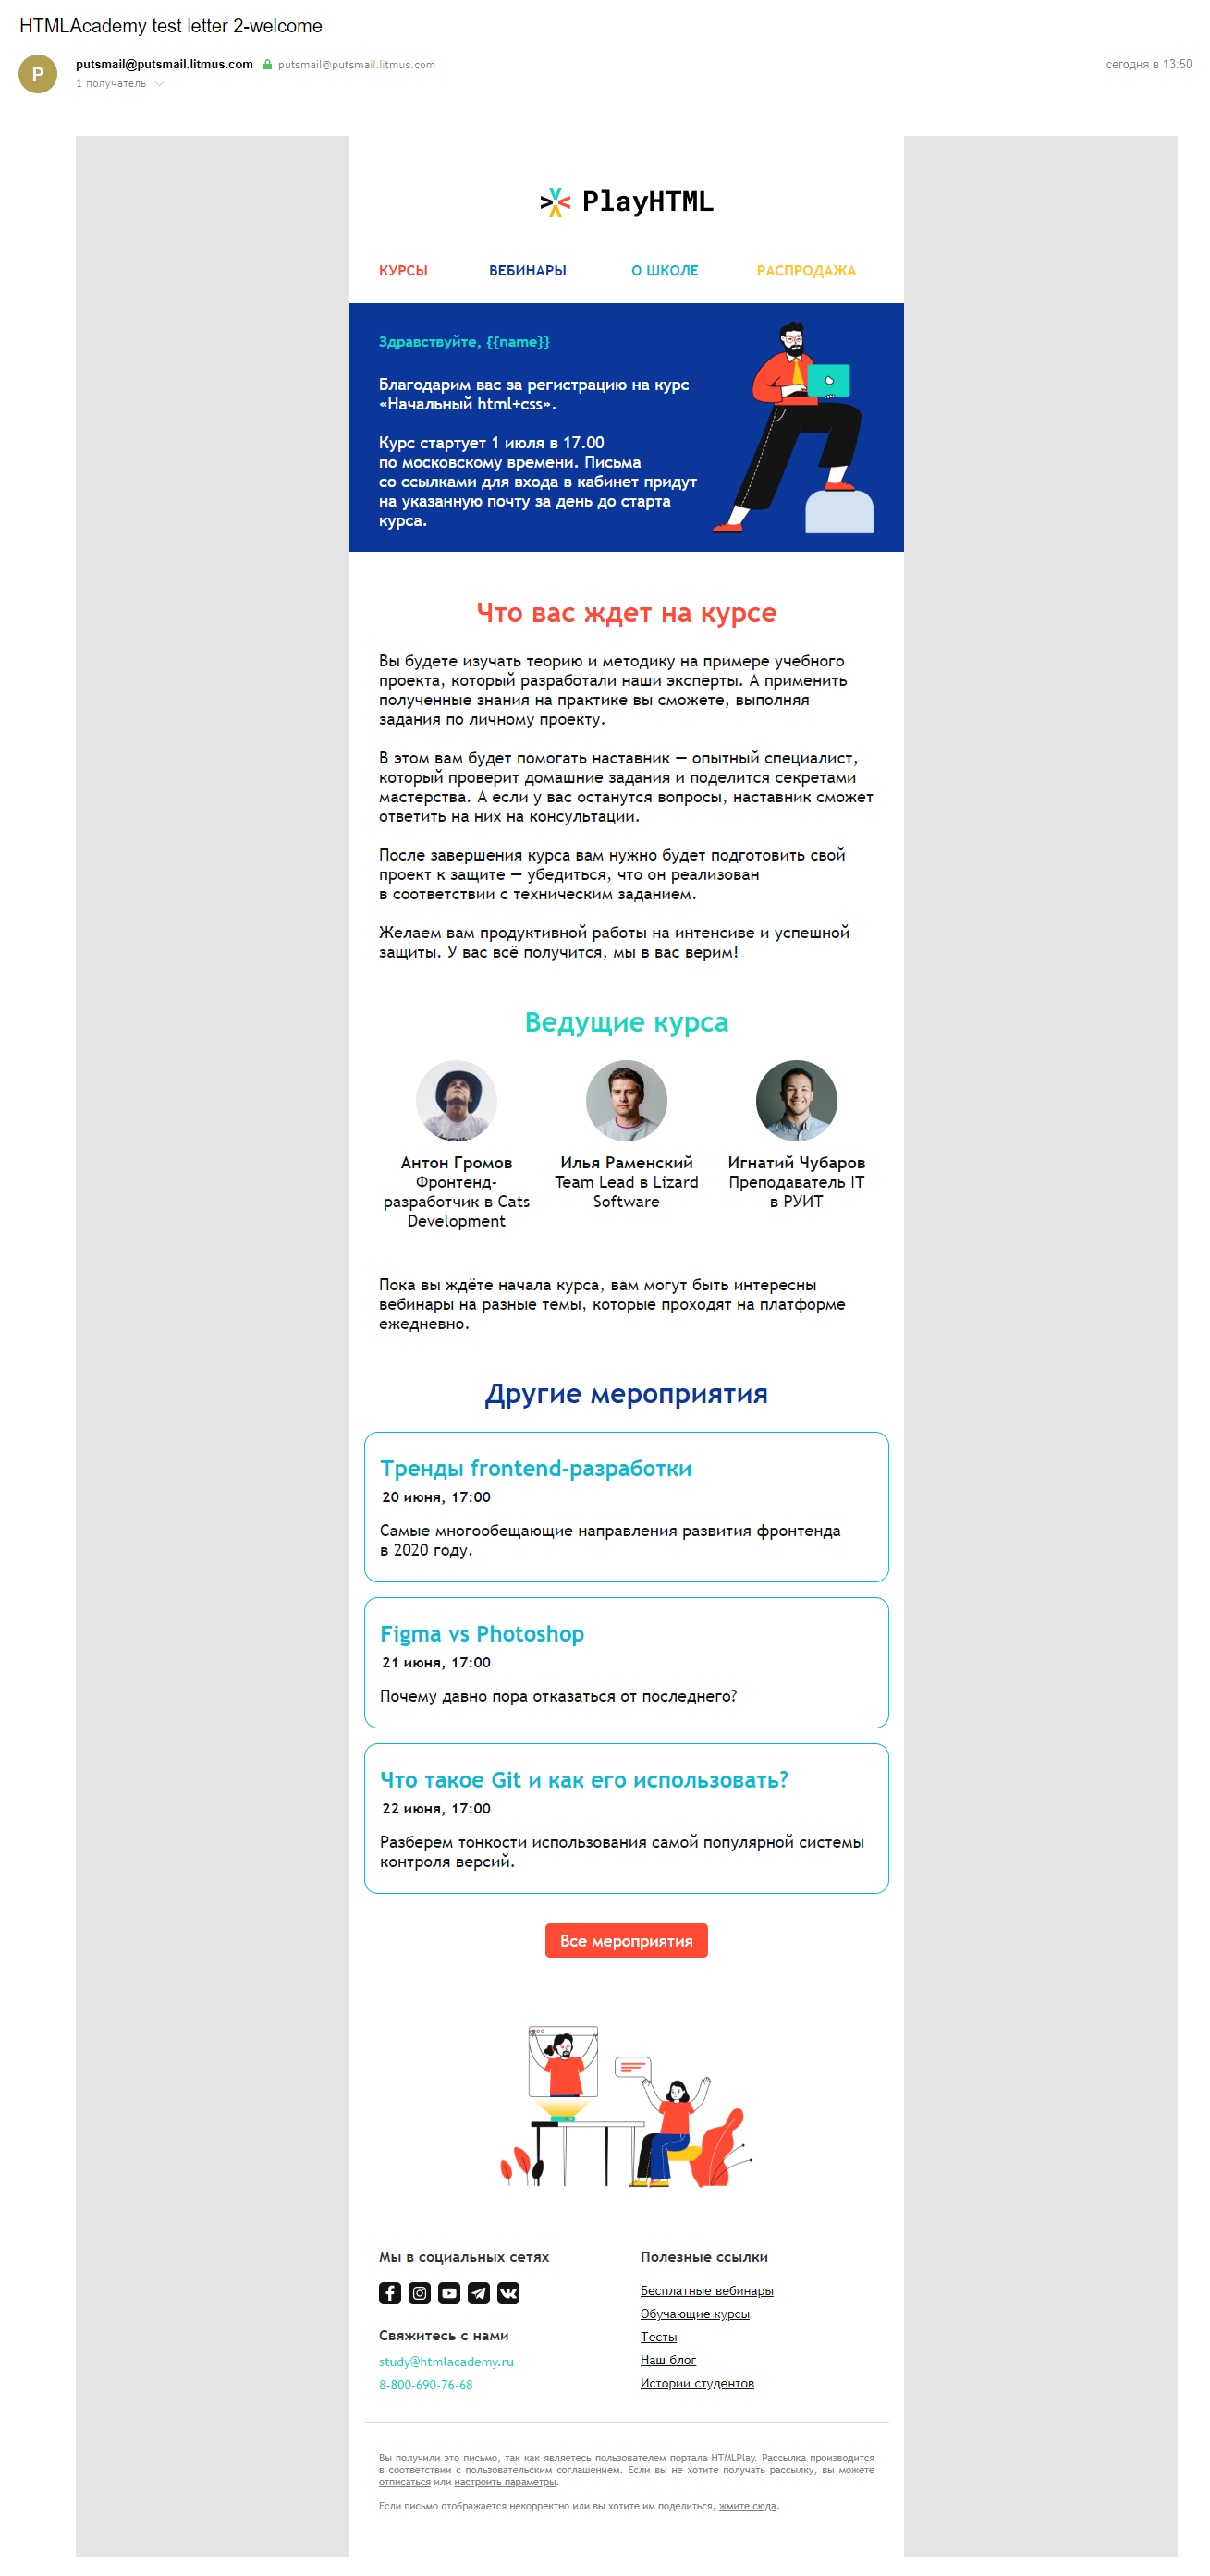 HTMLAcademy test letter 2-welcome
P
putsmail@putsmail.litmus.com putsmail@putsmail.litmus.com
сегодня в 13:50
1 получатель
PlayHTML
КУРСЫ ВЕБИНАРЫ О ШКОЛЕ РАСПРОДАЖА
Здравствуйте, {{name}}
Благодарим вас за регистрацию на курс
«Начальный html+css».
Курс стартует 1 июля в 17.00
по московскому времени. Письма
со ссылками для входа в кабинет придут
на указанную почту за день до старта
курса.
Что вас ждет на курсе
Вы будете изучать теорию и методику на примере учебного
проекта, который разработали наши эксперты. А применить
полученные знания на практике вы сможете, выполняя
задания по личному проекту.
В этом вам будет помогать наставник — опытный специалист,
который проверит домашние задания и поделится секретами
мастерства. А если у вас останутся вопросы, наставник сможет
ответить на них на консультации.
После завершения курса вам нужно будет подготовить свой
проект к защите — убедиться, что он реализован
в соответствии с техническим заданием.
Желаем вам продуктивной работы на интенсиве и успешной
защиты. У вас всё получится, мы в вас верим!
Ведущие курса
Антон Громов
Фронтенд-
разработчик в Cats
Development
Илья Раменский
Team Lead в Lizard
Software
Игнатий Чубаров
Преподаватель IT
в РУИТ
Пока вы ждёте начала курса, вам могут быть интересны
вебинары на разные темы, которые проходят на платформе
ежедневно.
Другие мероприятия
Тренды frontend-разработки
20 июня, 17:00
Самые многообещающие направления развития фронтенда
в 2020 году.
Figma vs Photoshop
21 июня, 17:00
Почему давно пора отказаться от последнего?
Что такое Git и как его использовать?
22 июня, 17:00
Разберем тонкости использования самой популярной системы
контроля версий.
Все мероприятия
Мы в социальных сетях
Свяжитесь с нами
study@htmlacademy.ru
8-800-690-76-68
Полезные ссылки
Бесплатные вебинары
Обучающие курсы
Тесты
Наш блог
Истории студентов
Вы получили это письмо, так как являетесь пользователем портала HTMLPlay. Рассылка производится
в соответствии с пользовательским соглашением. Если вы не хотите получать рассылку, вы можете
отписаться или настроить параметры.
Если письмо отображается некорректно или вы хотите им поделиться, жмите сюда.